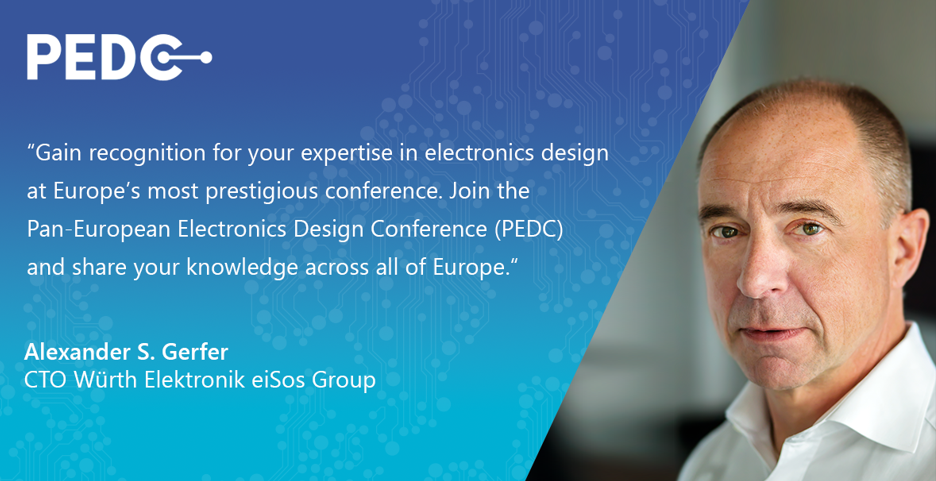 PEDC
“Gain recognition for your expertise in electronics design
at Europe’s most prestigious conference. Join the
Pan-European Electronics Design Conference (PEDC)
and share your knowledge across all of Europe.“
Alexander S. Gerfer
CTO Würth Elektronik eiSos Group